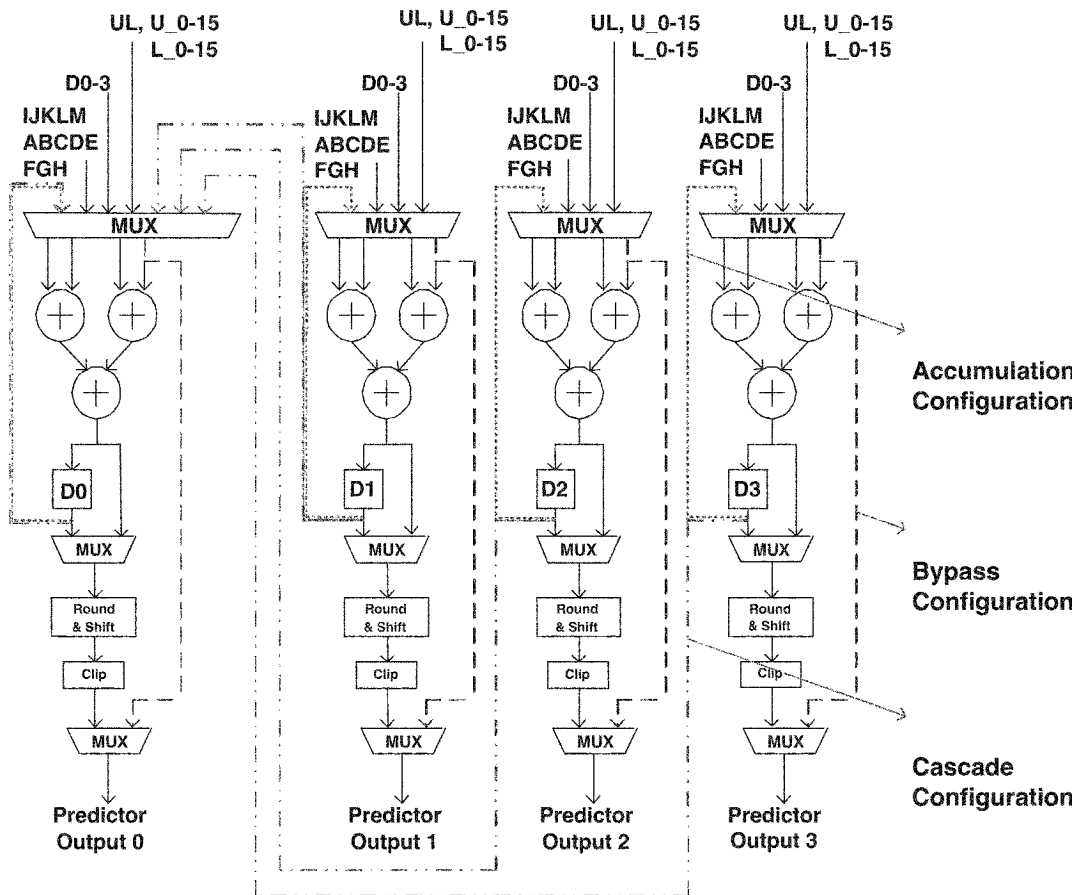 UL, U_0-15
L_0-15
UL, U_0-15
L_0-15
UL, U_0-15
L_0-15
UL, U_0-15
L_0-15
D0-3
D0-3
D0-3
D0-3
IJKLM
ABCDE
FGH
IJKLM
ABCDE
FGH
IJKLM
ABCDE
FGH
IJKLM
ABCDE
FGH
MUX
MUX
MUX
MUX
Accumulation
Configuration
D0
D1
D2
D3
MUX
MUX
MUX
MUX
Bypass
Configuration
Round
& Shift
Round
& Shift
Round
& Shift
Round
& Shift
Clip
Clip
Clip
Clip
MUX
MUX
MUX
MUX
Cascade
Configuration
Predictor
Output 0
Predictor
Output 1
Predictor
Output 2
Predictor
Output 3